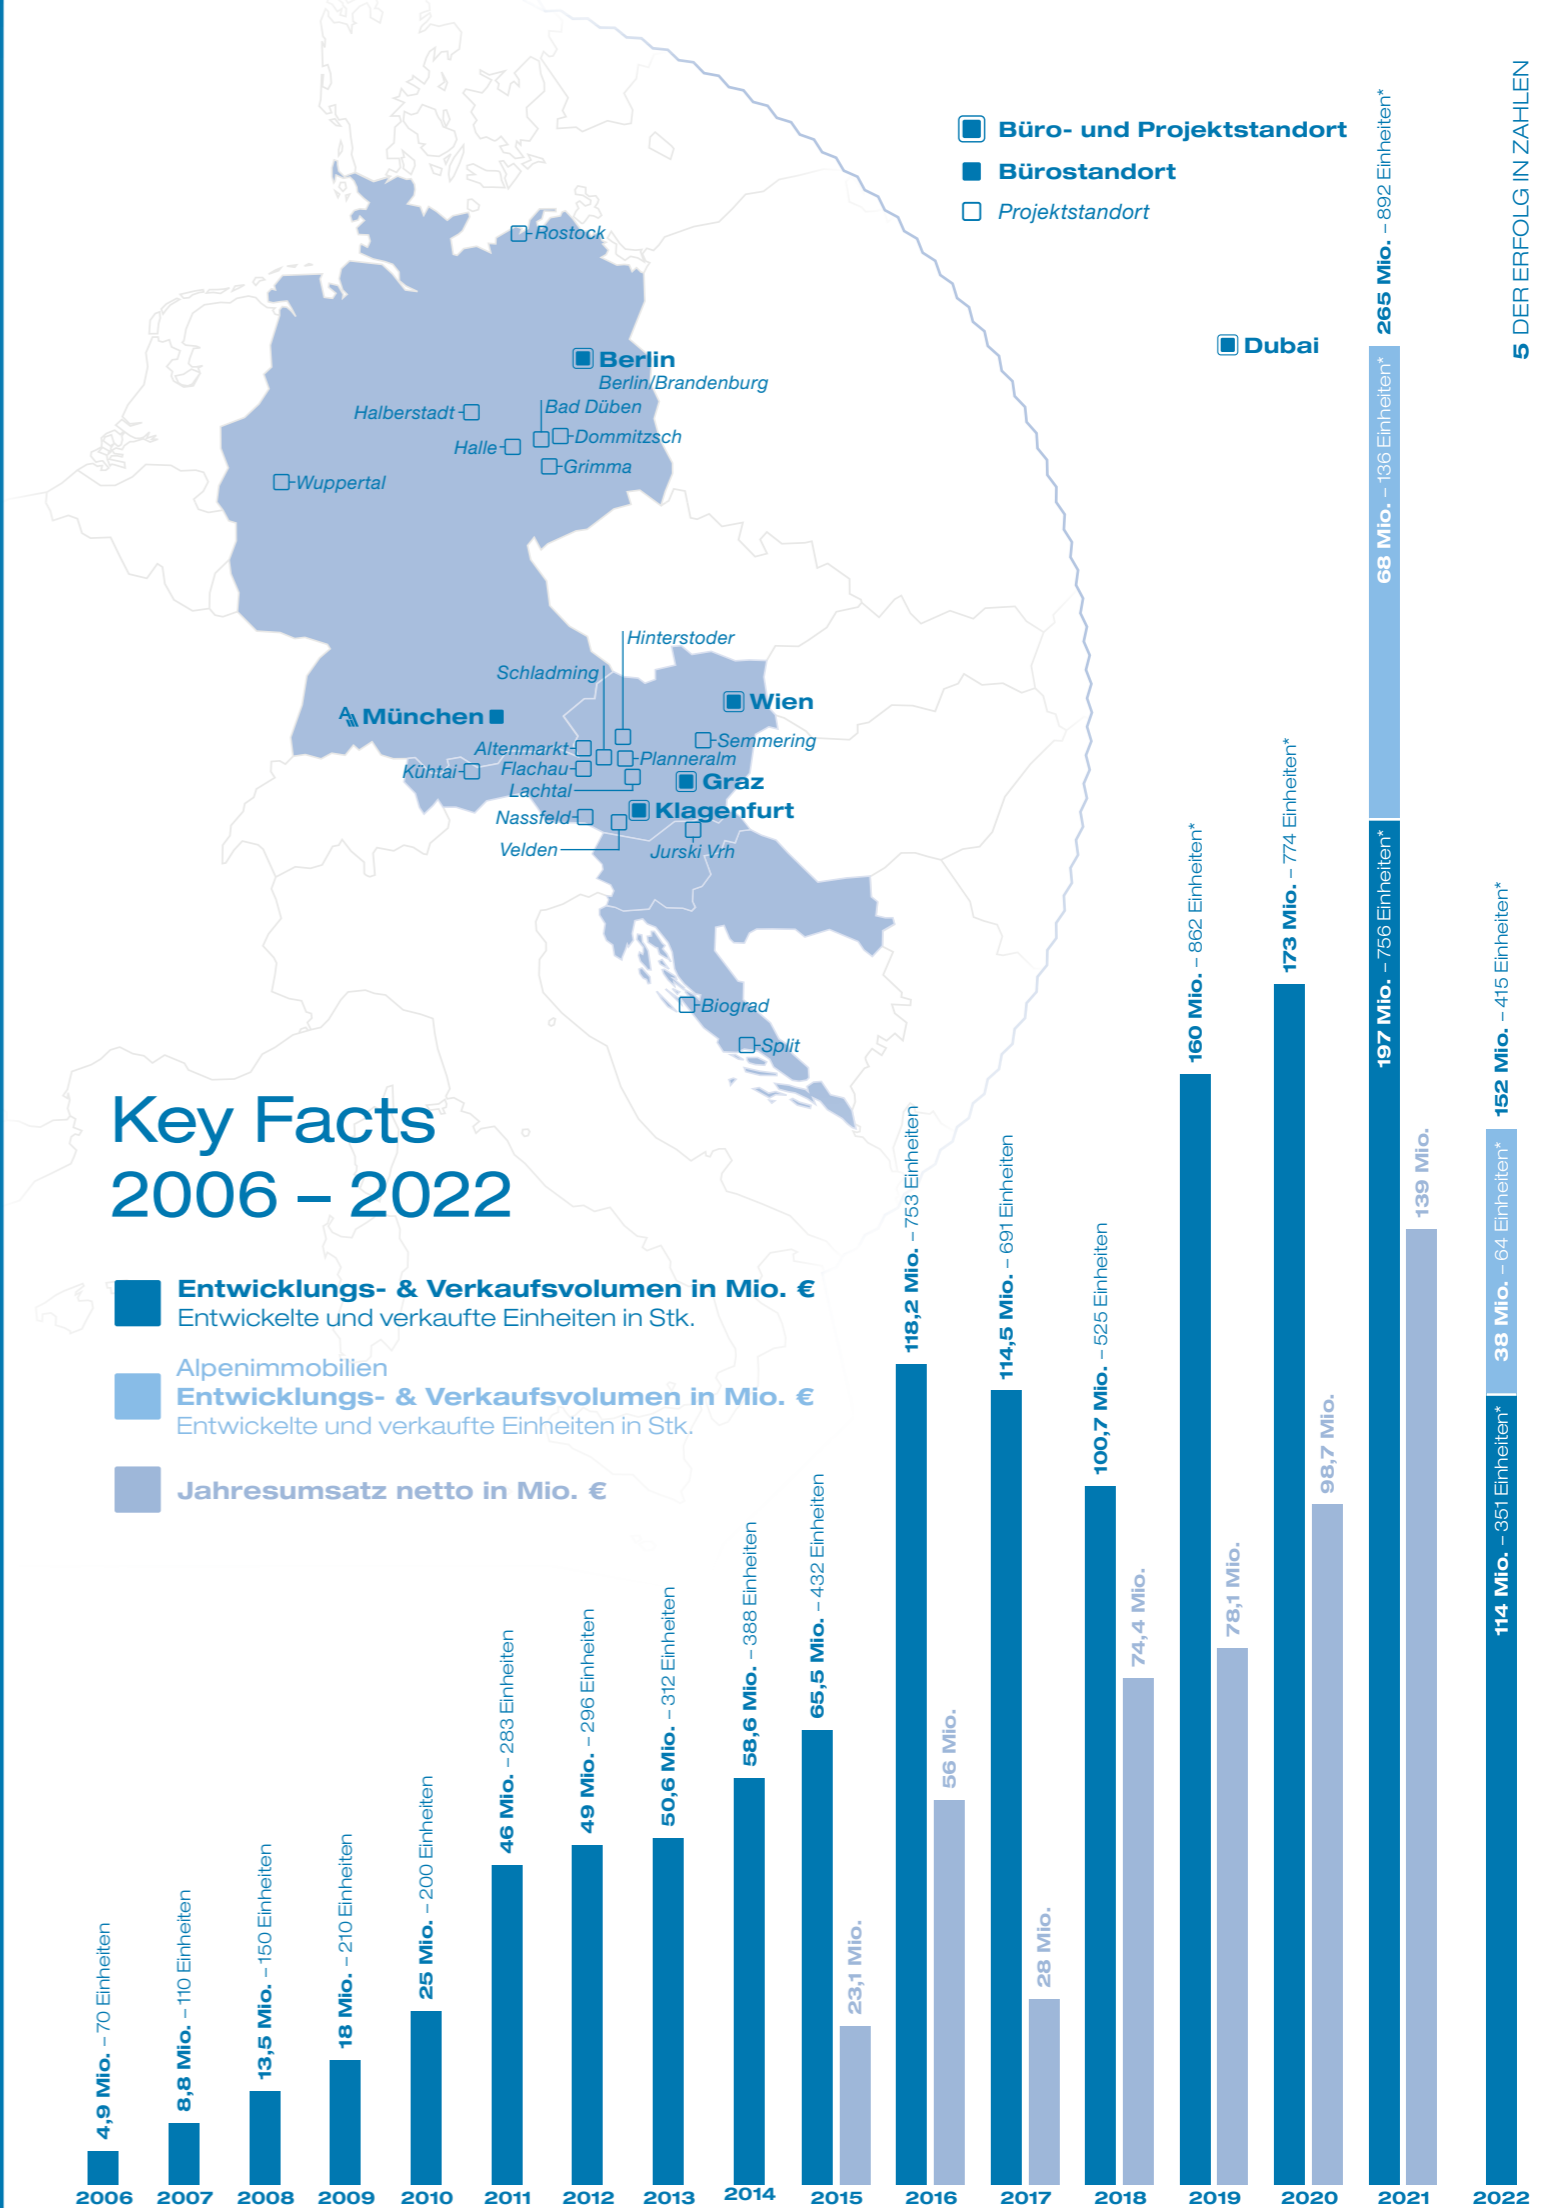 Büro- und Projektstandort
Bürostandort
Projektstandort
5 DER ERFOLG IN ZAHLEN
Rostock
Dubai
Berlin
Berlin/Brandenburg
Halberstadt
Bad Düben
Dommitzsch
Halle
Grimma
Wuppertal
Hinterstoder
Schladming
Wien
München
Semmering
Altenmarkt
Planneralm
Kühtai
Flachau
Graz
Lachtal
Klagenfurt
Nassfeld
Velden
Jurski Vrh
Biograd
Split
Key Facts
2006 – 2022
Entwicklungs- & Verkaufsvolumen in Mio. €
Entwickelte und verkaufte Einheiten in Stk.
Alpenimmobilien
Entwicklungs- & Verkaufsvolumen in Mio. €
Entwickelte und verkaufte Einheiten in Stk.
Jahresumsatz netto in Mio. €
4,9 Mio. – 70 Einheiten
8,8 Mio. – 110 Einheiten
13,5 Mio. – 150 Einheiten
18 Mio. – 210 Einheiten
25 Mio. – 200 Einheiten
46 Mio. – 283 Einheiten
49 Mio. – 296 Einheiten
50,6 Mio. – 312 Einheiten
58,6 Mio. – 388 Einheiten
65,5 Mio. – 432 Einheiten
23,1 Mio.
118,2 Mio. – 753 Einheiten
56 Mio.
114,5 Mio. – 691 Einheiten
28 Mio.
100,7 Mio. – 525 Einheiten
74,4 Mio.
160 Mio. – 862 Einheiten*
78,1 Mio.
173 Mio. – 774 Einheiten*
98,7 Mio.
265 Mio. – 892 Einheiten*
68 Mio. – 136 Einheiten*
197 Mio. – 756 Einheiten*
139 Mio.
152 Mio. – 415 Einheiten*
38 Mio. – 64 Einheiten*
114 Mio. – 351 Einheiten*
2006 2007 2008 2009 2010 2011 2012 2013 2014 2015 2016 2017 2018 2019 2020 2021 2022